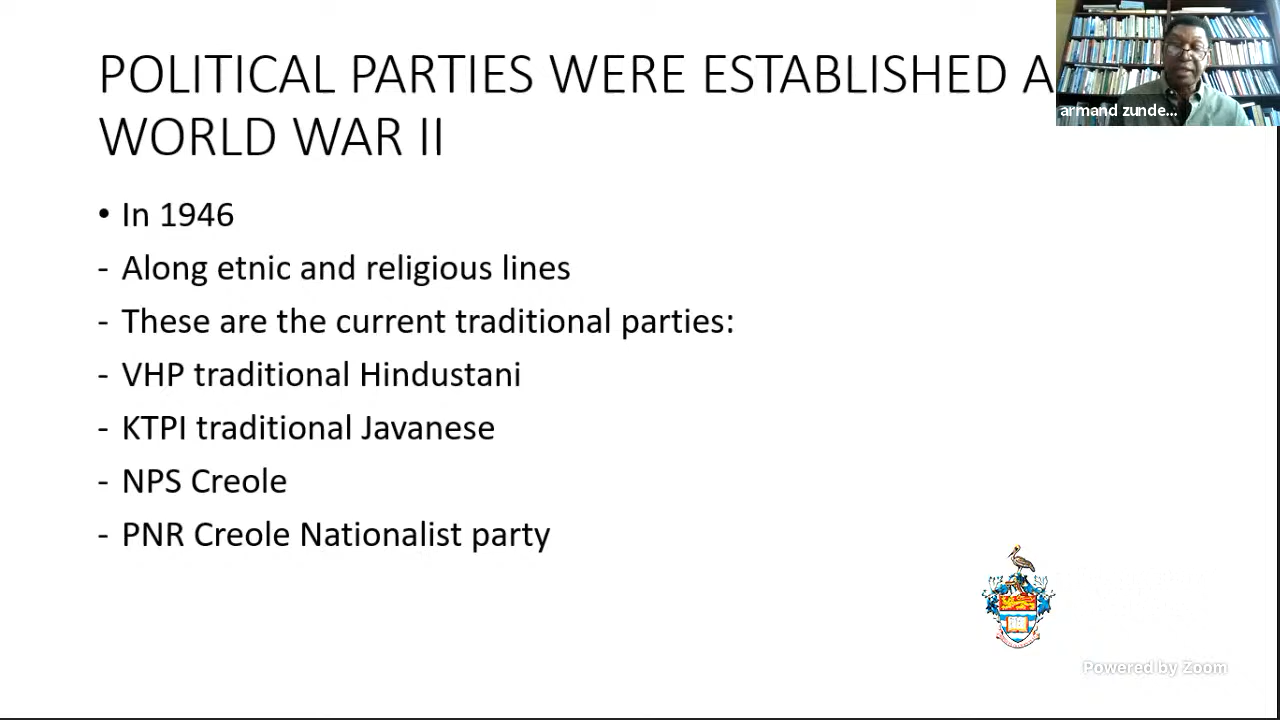 POLITICAL PARTIES WERE ESTABLISHED A
WORLD WAR II
• In 1946
- Along etnic and religious lines
- These are the current traditional parties:
- VHP traditional Hindustani
- KTPI traditional Javanese
- NPS Creole
- PNR Creole Nationalist party
armand zunde...
Powered by Zoom